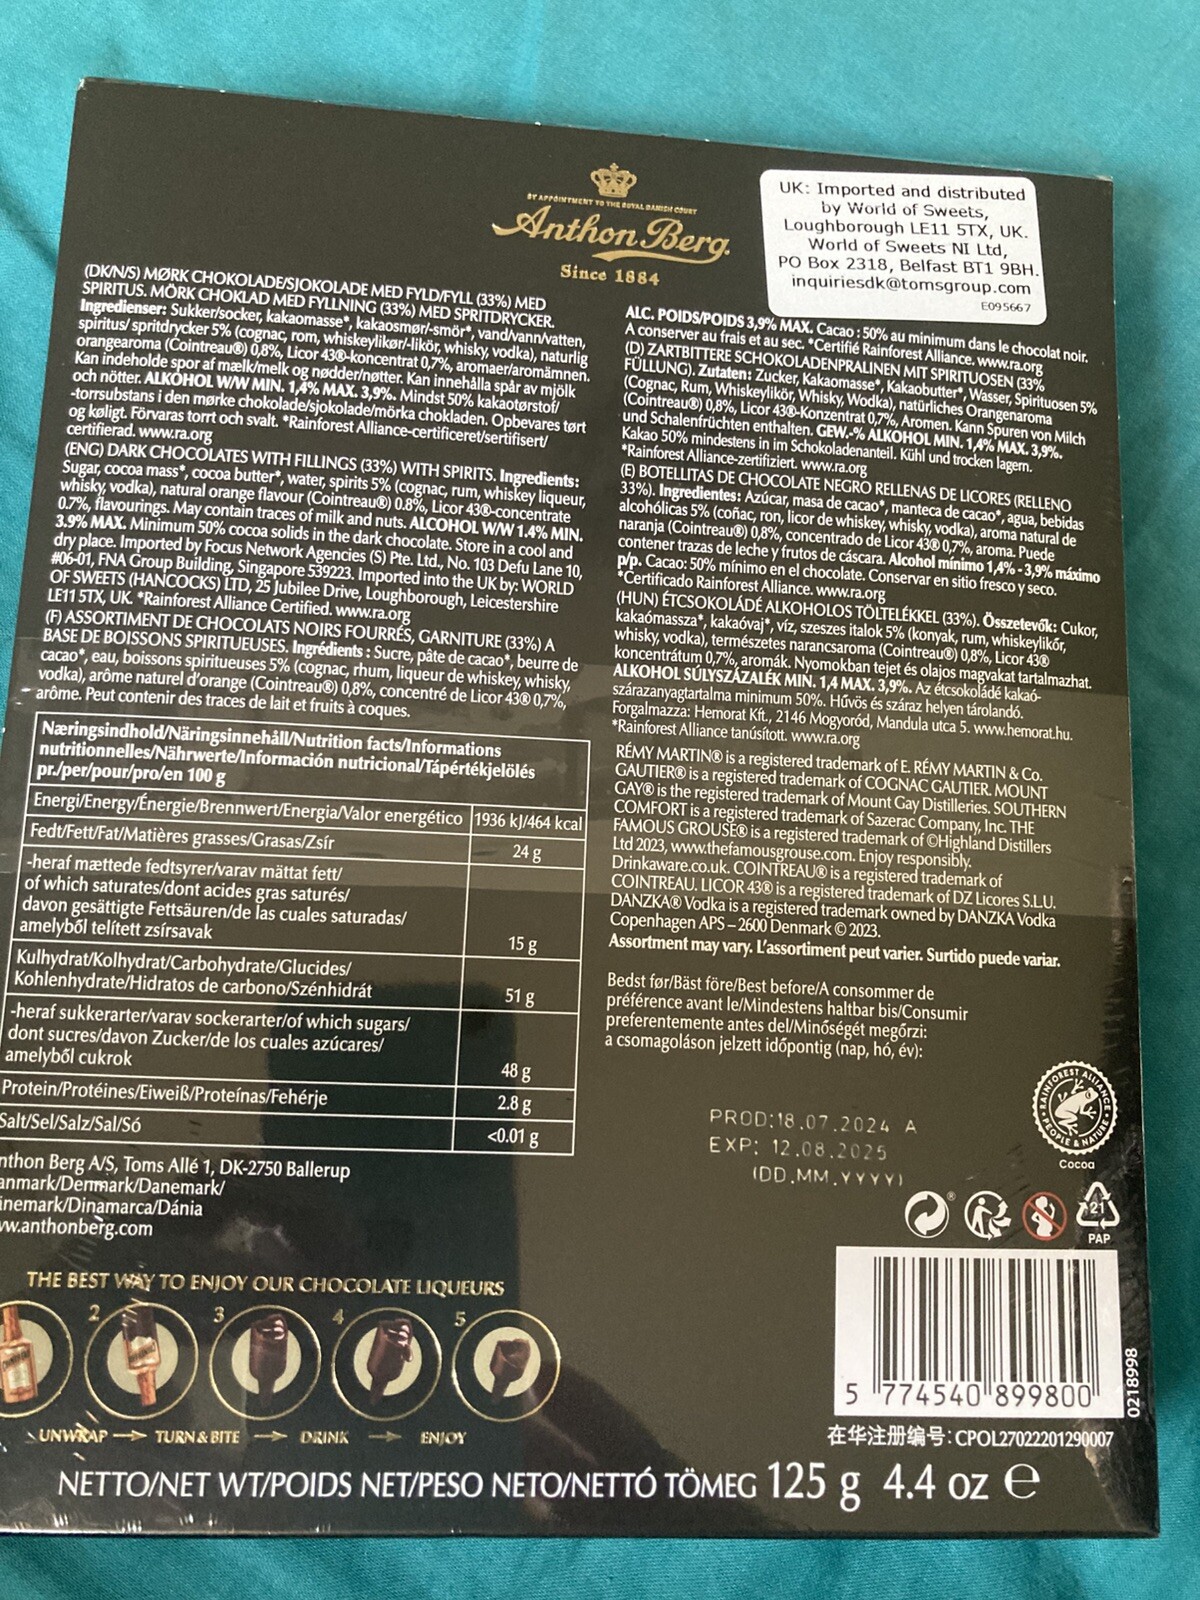 BY APPOINTMENT TO THE ROYAL DANISH COURT
Anthon Berg
Since 1884
UK: Imported and distributed
by World of Sweets,
Loughborough LE11 5TX, UK.
World of Sweets NI Ltd,
PO Box 2318, Belfast BT1 9BH.
inquiriesdk@tomsgroup.com
E095667
(DK/N/S) MØRK CHOKOLADE/SJOKOLADE MED FYLD/FYLL (33%) MED
SPIRITUS. MÖRK CHOKLAD MED FYLLNING (33%) MED SPRITDRYCKER.
Ingredienser: Sukker/socker, kakaomasse*, kakaosmør/-smör*, vand/vann/vatten,
spiritus/ spritdrycker 5% (cognac, rom, whiskeylikør/-likör, whisky, vodka), naturlig
orangearoma (Cointreau®) 0,8%, Licor 43®-koncentrat 0,7%, aromaer/aromämnen.
Kan indeholde spor af mælk/melk og nødder/nøtter. Kan innehålla spår av mjölk
och nötter. ALKOHOL W/W MIN. 1,4% MAX. 3,9%. Mindst 50% kakaotørstof/
-torrsubstans i den mørke chokolade/sjokolade/mörka chokladen. Opbevares tørt
og køligt. Förvaras torrt och svalt. *Rainforest Alliance-certificeret/sertifisert/
certifierad. www.ra.org
(ENG) DARK CHOCOLATES WITH FILLINGS (33%) WITH SPIRITS. Ingredients:
Sugar, cocoa mass*, cocoa butter*, water, spirits 5% (cognac, rum, whiskey liqueur,
whisky, vodka), natural orange flavour (Cointreau®) 0.8%, Licor 43®-concentrate
0.7%, flavourings. May contain traces of milk and nuts. ALCOHOL W/W 1.4% MIN.
3.9% MAX. Minimum 50% cocoa solids in the dark chocolate. Store in a cool and
dry place. Imported by Focus Network Agencies (S) Pte. Ltd., No. 103 Defu Lane 10,
#06-01, FNA Group Building, Singapore 539223. Imported into the UK by: WORLD
OF SWEETS (HANCOCKS) LTD, 25 Jubilee Drive, Loughborough, Leicestershire
LE11 5TX, UK. *Rainforest Alliance Certified. www.ra.org
(F) ASSORTIMENT DE CHOCOLATS NOIRS FOURRÉS, GARNITURE (33%) A
BASE DE BOISSONS SPIRITUEUSES. Ingrédients : Sucre, pâte de cacao*, beurre de
cacao*, eau, boissons spiritueuses 5% (cognac, rhum, liqueur de whiskey, whisky,
vodka), arôme naturel d'orange (Cointreau®) 0,8%, concentré de Licor 43® 0,7%,
arôme. Peut contenir des traces de lait et fruits à coques.
ALC. POIDS/POIDS 3,9% MAX. Cacao : 50% au minimum dans le chocolat noir.
A conserver au frais et au sec. *Certifié Rainforest Alliance. www.ra.org
(D) ZARTBITTERE SCHOKOLADENPRALINEN MIT SPIRITUOSEN (33%
FÜLLUNG). Zutaten: Zucker, Kakaomasse*, Kakaobutter*, Wasser, Spirituosen 5%
(Cognac, Rum, Whiskeylikör, Whisky, Wodka), natürliches Orangenaroma
(Cointreau®) 0,8%, Licor 43®-Konzentrat 0,7%, Aromen. Kann Spuren von Milch
und Schalenfrüchten enthalten. GEW.-% ALKOHOL MIN. 1,4% MAX. 3,9%.
Kakao 50% mindestens in im Schokoladenanteil. Kühl und trocken lagern.
*Rainforest Alliance-zertifiziert. www.ra.org
(E) BOTELLITAS DE CHOCOLATE NEGRO RELLENAS DE LICORES (RELLENO
33%). Ingredientes: Azúcar, masa de cacao*, manteca de cacao*, agua, bebidas
alcohólicas 5% (coñac, ron, licor de whiskey, whisky, vodka), aroma natural de
naranja (Cointreau®) 0,8%, concentrado de Licor 43® 0,7%, aroma. Puede
contener trazas de leche y frutos de cáscara. Alcohol mínimo 1,4% - 3,9% máximo
p/p. Cacao: 50% mínimo en el chocolate. Conservar en sitio fresco y seco.
*Certificado Rainforest Alliance. www.ra.org
(HUN) ÉTCSOKOLÁDÉ ALKOHOLOS TÖLTELÉKKEL (33%). Összetevők: Cukor,
kakaómassza*, kakaóvaj*, víz, szeszes italok 5% (konyak, rum, whiskeylikőr,
whisky, vodka), természetes narancsaroma (Cointreau®) 0,8%, Licor 43®
koncentrátum 0,7%, aromák. Nyomokban tejet és olajos magvakat tartalmazhat.
ALKOHOL SÚLYSZÁZALÉK MIN. 1,4 MAX. 3,9%. Az étcsokoládé kakaó-
szárazanyagtartalma minimum 50%. Hűvös és száraz helyen tárolandó.
Forgalmazza: Hemorat Kft., 2146 Mogyoród, Mandula utca 5. www.hemorat.hu.
*Rainforest Alliance tanúsított. www.ra.org
RÉMY MARTIN® is a registered trademark of E. RÉMY MARTIN & Co.
GAUTIER® is a registered trademark of COGNAC GAUTIER. MOUNT
GAY® is the registered trademark of Mount Gay Distilleries. SOUTHERN
COMFORT is a registered trademark of Sazerac Company, Inc. THE
FAMOUS GROUSE® is a registered trademark of ©Highland Distillers
Ltd 2023, www.thefamousgrouse.com. Enjoy responsibly.
Drinkaware.co.uk. COINTREAU® is a registered trademark of
COINTREAU. LICOR 43® is a registered trademark of DZ Licores S.L.U.
DANZKA® Vodka is a registered trademark owned by DANZKA Vodka
Copenhagen APS – 2600 Denmark © 2023.
Assortment may vary. L'assortiment peut varier. Surtido puede variar.
Næringsindhold/Näringsinnehåll/Nutrition facts/Informations
nutritionnelles/Nährwerte/Información nutricional/Tápértékjelölés
pr./per/pour/pro/en 100 g
Energi/Energy/Énergie/Brennwert/Energia/Valor energético 1936 kJ/464 kcal
Fedt/Fett/Fat/Matières grasses/Grasas/Zsír 24 g
-heraf mættede fedtsyrer/varav mättat fett/
of which saturates/dont acides gras saturés/
davon gesättigte Fettsäuren/de las cuales saturadas/
amelyből telített zsírsavak 15 g
Kulhydrat/Kolhydrat/Carbohydrate/Glucides/
Kohlenhydrate/Hidratos de carbono/Szénhidrát 51 g
-heraf sukkerarter/varav sockerarter/of which sugars/
dont sucres/davon Zucker/de los cuales azúcares/
amelyből cukrok 48 g
Protein/Protéines/Eiweiß/Proteínas/Fehérje 2.8 g
Salt/Sel/Salz/Sal/Só <0.01 g
nthon Berg A/S, Toms Allé 1, DK-2750 Ballerup
anmark/Denmark/Danemark/
inemark/Dinamarca/Dánia
ww.anthonberg.com
Bedst før/Bäst före/Best before/A consommer de
préférence avant le/Mindestens haltbar bis/Consumir
preferentemente antes del/Minőségét megőrzi:
a csomagoláson jelzett időpontig (nap, hó, év):
PROD:18.07.2024 A
EXP: 12.08.2025
(DD.MM.YYYY)
RAINFOREST ALLIANCE
PEOPLE & NATURE
Cocoa
21
PAP
THE BEST WAY TO ENJOY OUR CHOCOLATE LIQUEURS
2 3 4 5
UNWRAP TURN & BITE DRINK ENJOY
5 774540 899800
0218998
在华注册编号: CPOL27022201290007
NETTO/NET WT/POIDS NET/PESO NETO/NETTÓ TÖMEG 125 g 4.4 oz e